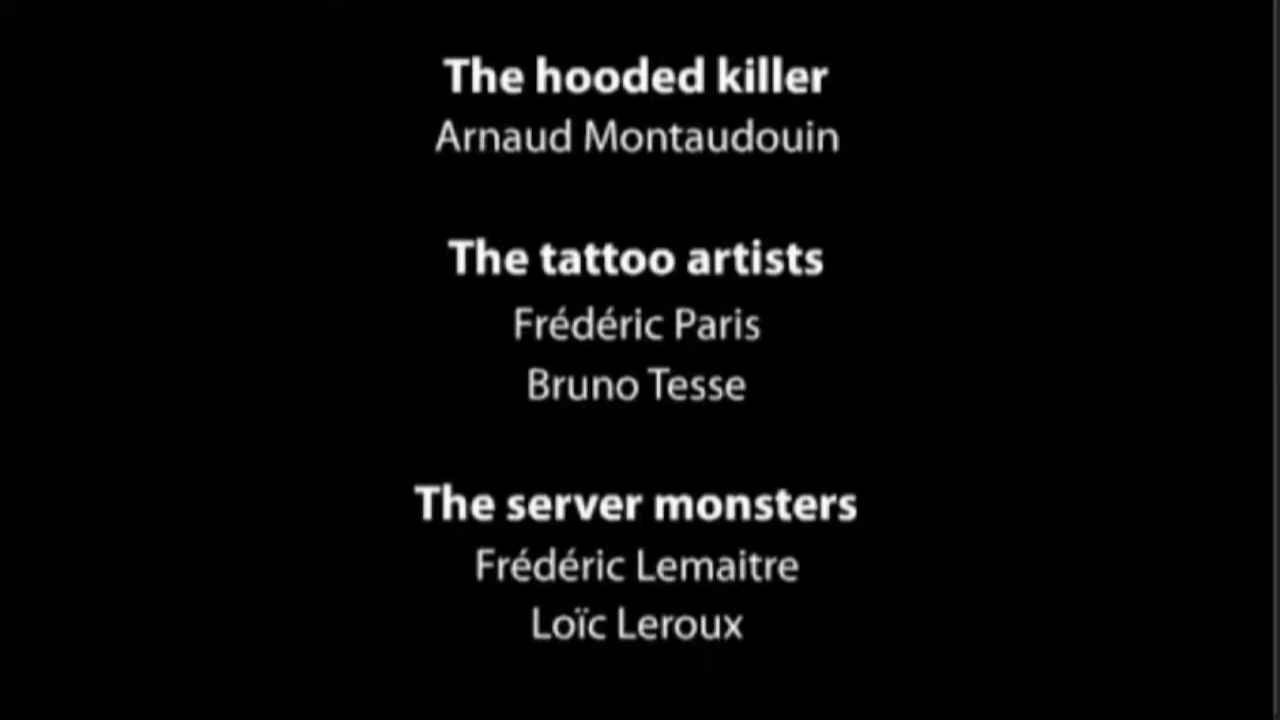 The hooded killer
Arnaud Montaudouin
The tattoo artists
Frédéric Paris
Bruno Tesse
The server monsters
Frédéric Lemaitre
Loïc Leroux